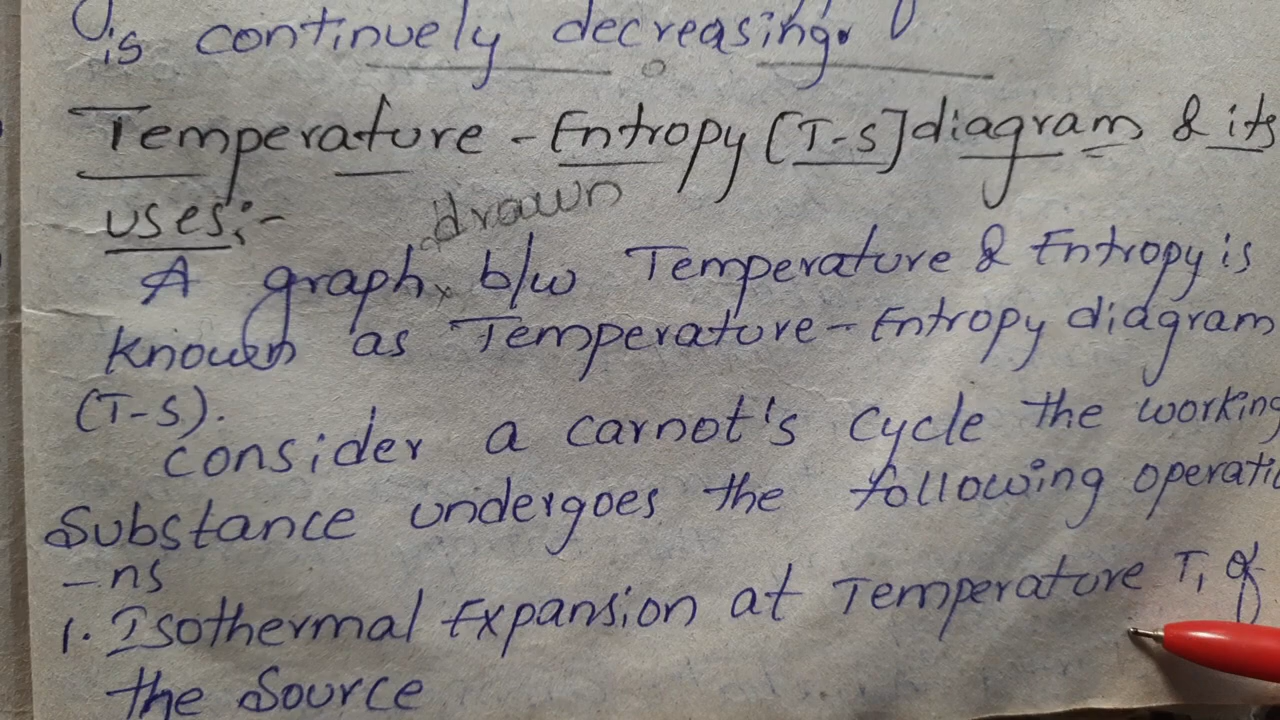 is continuely decreasing.
Temperature - Entropy [T-S] diagram & its
uses:-
drawn
A graph x b/w Temperature & Entropy is
known as Temperature - Entropy diagram
(T-S).
Consider a carnot's cycle the working
Substance undergoes the following operatio
-ns
1. Isothermal Expansion at Temperature T1 of
the Source